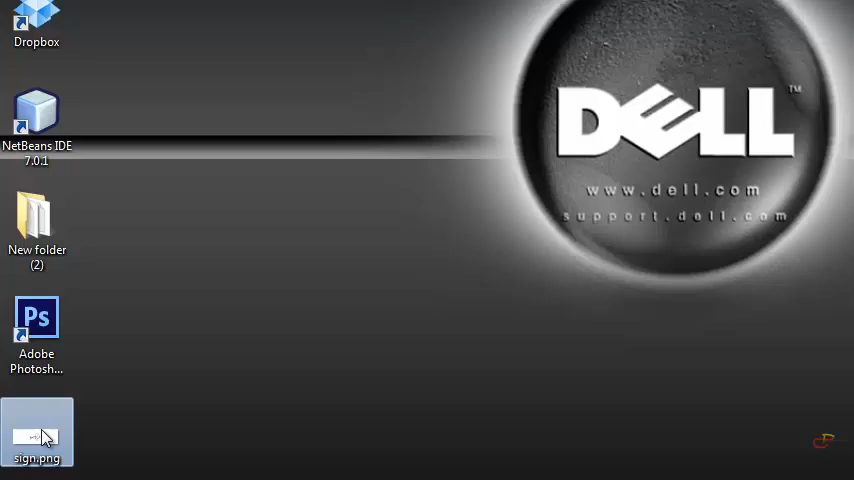 Dropbox
NetBeans IDE
7.0.1
New folder
(2)
Ps
Adobe
Photosh...
sign.png
DELL™
www.dell.com
support.dell.com